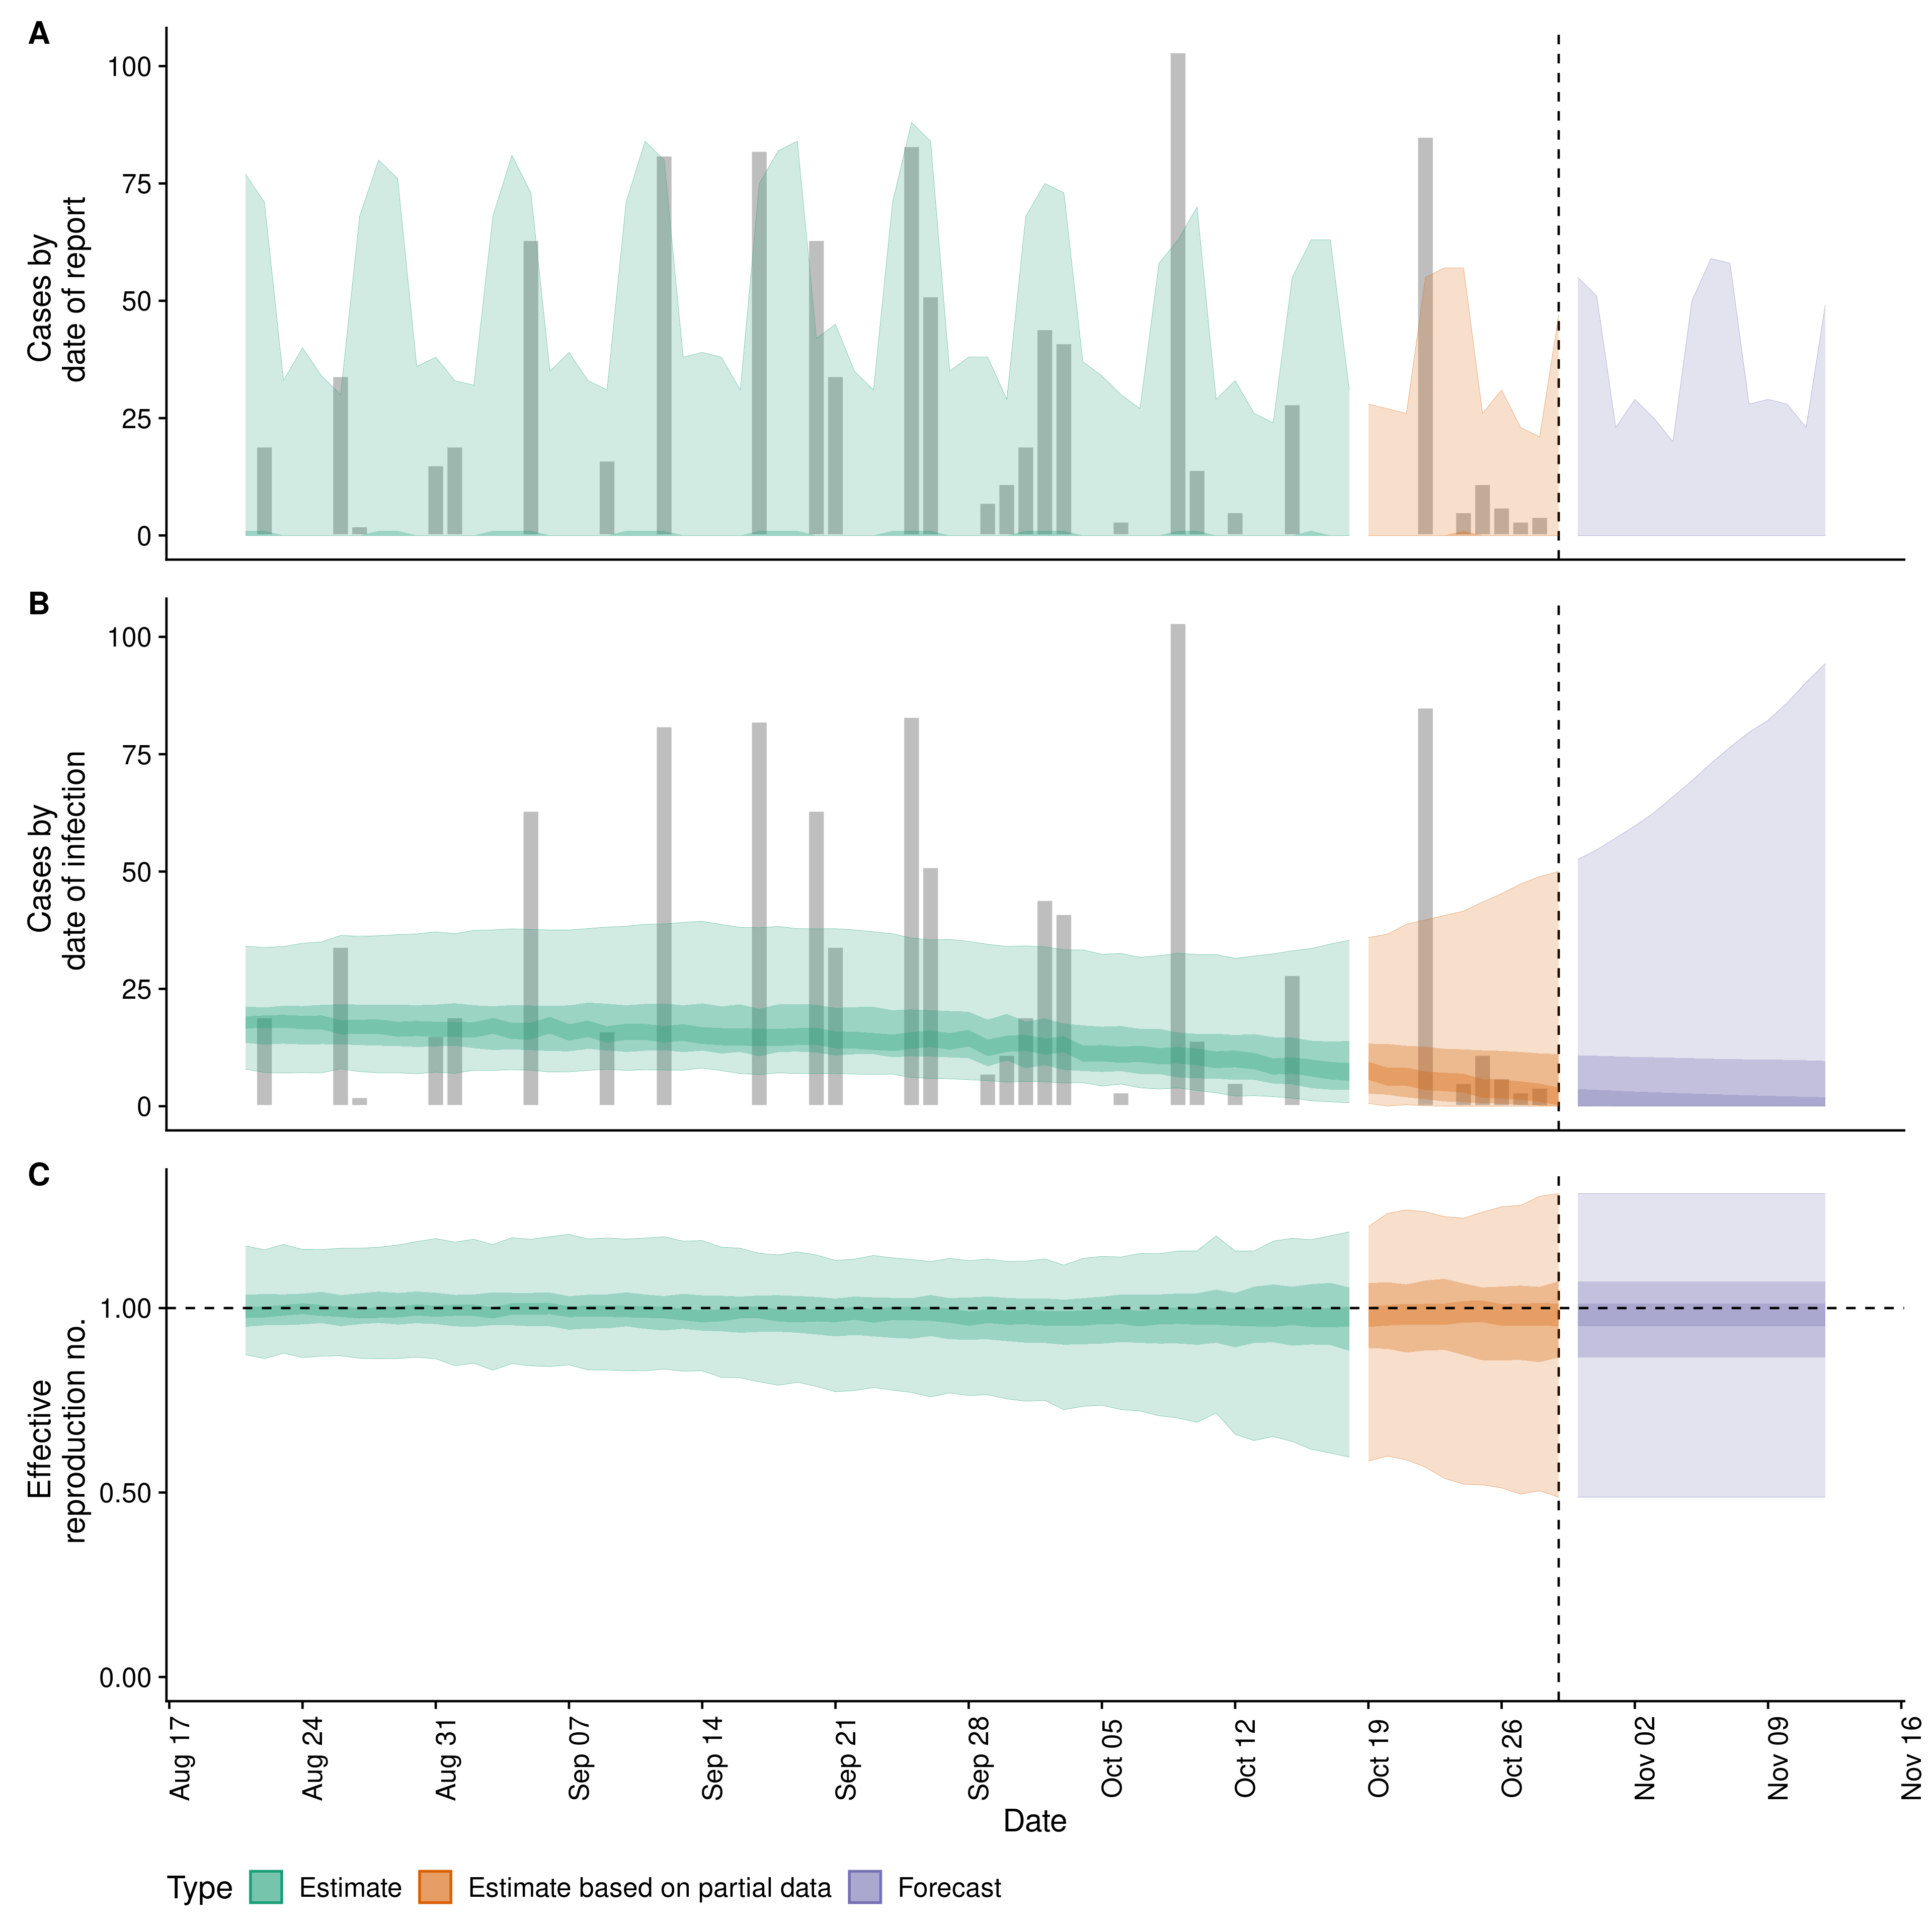 A
Cases by
date of report
100
75
50
25
0
B
Cases by
date of infection
100
75
50
25
0
C
Effective
reproduction no.
1.00
0.50
0.00
Aug 17
Aug 24
Aug 31
Sep 07
Sep 14
Sep 21
Sep 28
Oct 05
Oct 12
Oct 19
Oct 26
Nov 02
Nov 09
Nov 16
Date
Type Estimate Estimate based on partial data Forecast